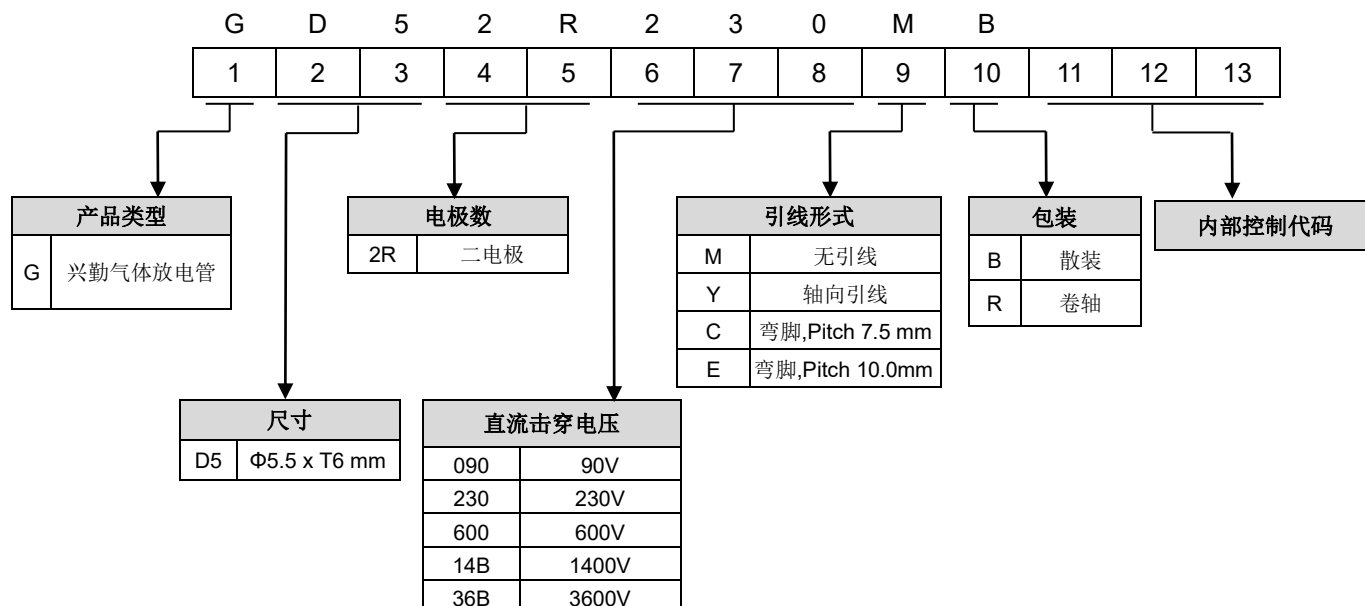 G D 5 2 R 2 3 0 M B
1 2 3 4 5 6 7 8 9 10 11 12 13
产品类型
G 兴勤气体放电管
电极数
2R 二电极
引线形式
M 无引线
Y 轴向引线
C 弯脚,Pitch 7.5 mm
E 弯脚,Pitch 10.0mm
包装
B 散装
R 卷轴
内部控制代码
尺寸
D5 Φ5.5 x T6 mm
直流击穿电压
090 90V
230 230V
600 600V
14B 1400V
36B 3600V